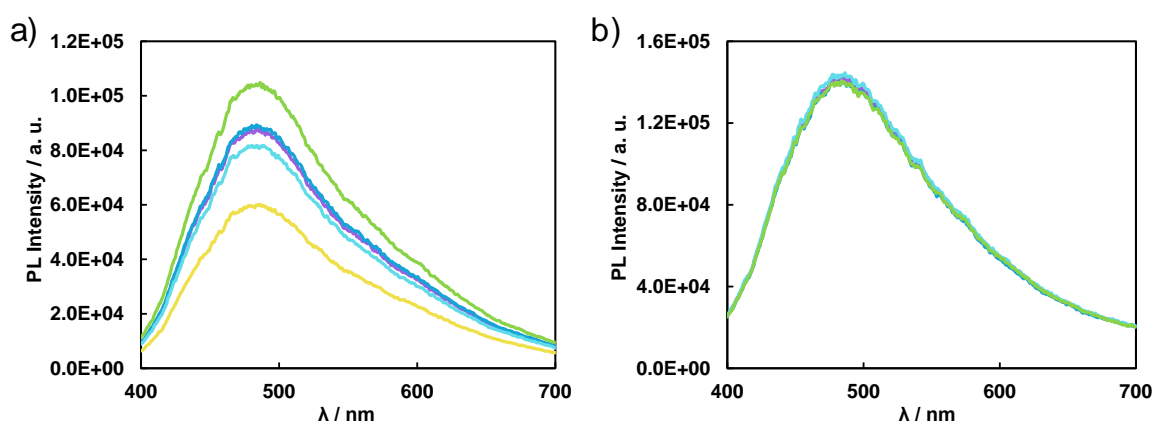 a)
1.2E+05
1.0E+05
8.0E+04
6.0E+04
4.0E+04
2.0E+04
0.0E+00
PL Intensity / a. u.
400 500 600 700
λ / nm
b)
1.6E+05
1.2E+05
8.0E+04
4.0E+04
0.0E+00
PL Intensity / a. u.
400 500 600 700
λ / nm